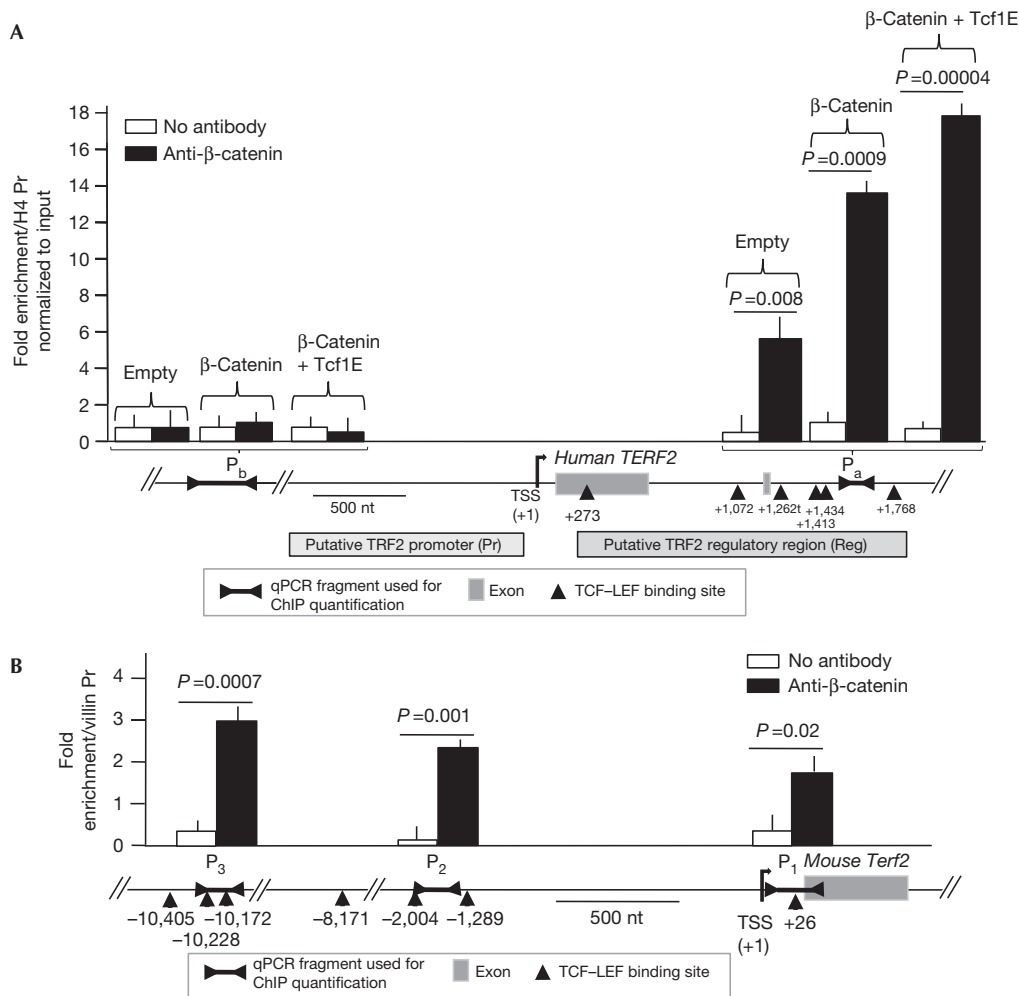 A
β-Catenin + Tcf1E
P=0.00004
β-Catenin
P=0.0009
Empty
P=0.008
No antibody
Anti-β-catenin
Fold enrichment/H4 Pr
normalized to input
18
16
14
12
10
8
6
4
2
0
Empty
β-Catenin
β-Catenin
+ Tcf1E
Pb
Human TERF2
Pa
500 nt
TSS
(+1)
+273
+1,072
+1,262t
+1,434
+1,413
+1,768
Putative TRF2 promoter (Pr)
Putative TRF2 regulatory region (Reg)
qPCR fragment used for
ChIP quantification
Exon
TCF–LEF binding site
B
Fold
enrichment/villin Pr
4
3
2
1
0
P=0.0007
P=0.001
P=0.02
No antibody
Anti-β-catenin
P3
P2
P1
Mouse Terf2
−10,405
−10,172
−10,228
−8,171
−2,004
−1,289
500 nt
TSS
(+1)
+26
qPCR fragment used for
ChIP quantification
Exon
TCF–LEF binding site